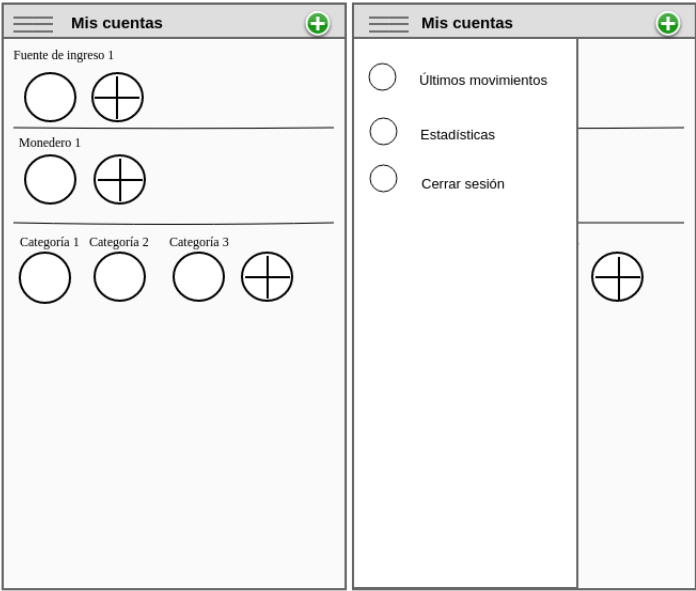 Mis cuentas
Fuente de ingreso 1
Monedero 1
Categoría 1 Categoría 2 Categoría 3
Mis cuentas
Últimos movimientos
Estadísticas
Cerrar sesión